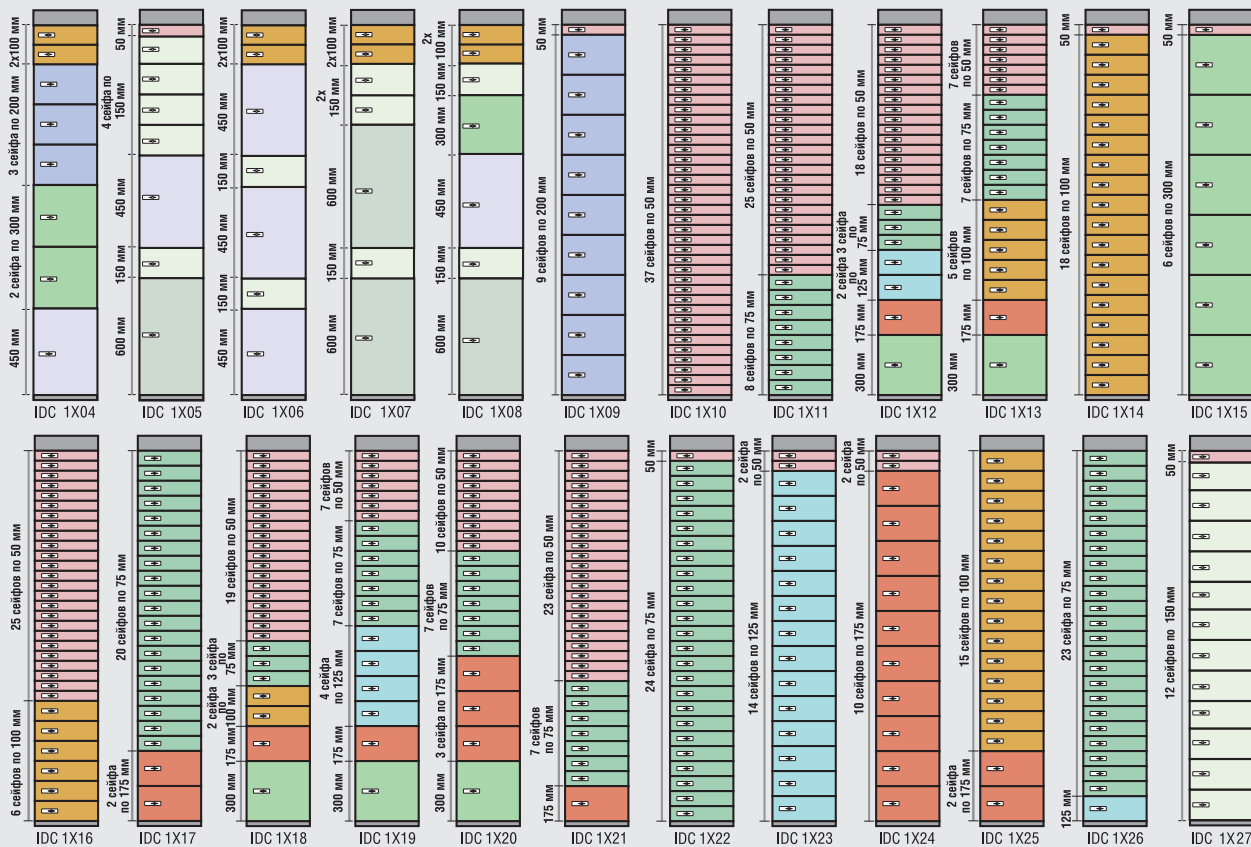 2x100 мм
3 сейфа по 200 мм
2 сейфа по 300 мм
450 мм
IDC 1X04
50 мм
4 сейфа по
150 мм
450 мм
150 мм
600 мм
IDC 1X05
2x100 мм
450 мм
150 мм
450 мм
150 мм
450 мм
IDC 1X06
2x100 мм
2x
150 мм
600 мм
150 мм
600 мм
IDC 1X07
2x
100 мм
150 мм
300 мм
450 мм
150 мм
600 мм
IDC 1X08
50 мм
9 сейфов по 200 мм
IDC 1X09
37 сейфов по 50 мм
IDC 1X10
25 сейфов по 50 мм
8 сейфов по 75 мм
IDC 1X11
18 сейфов по 50 мм
3 сейфа
по
75 мм
2 сейфа
по
125 мм
175 мм
300 мм
IDC 1X12
7 сейфов
по 50 мм
7 сейфов по 75 мм
5 сейфов
по 100 мм
175 мм
300 мм
IDC 1X13
50 мм
18 сейфов по 100 мм
IDC 1X14
50 мм
6 сейфов по 300 мм
IDC 1X15
25 сейфов по 50 мм
6 сейфов по 100 мм
IDC 1X16
20 сейфов по 75 мм
2 сейфа
по 175 мм
IDC 1X17
19 сейфов по 50 мм
3 сейфа
по
75 мм
2 сейфа
по
100 мм
175 мм
300 мм
IDC 1X18
7 сейфов
по 50 мм
7 сейфов по 75 мм
4 сейфа
по 125 мм
175 мм
300 мм
IDC 1X19
10 сейфов по 50 мм
7 сейфов
по 75 мм
3 сейфа по 175 мм
300 мм
IDC 1X20
23 сейфа по 50 мм
7 сейфов
по 75 мм
175 мм
IDC 1X21
50 мм
24 сейфа по 75 мм
IDC 1X22
2 сейфа
по 50 мм
14 сейфов по 125 мм
IDC 1X23
2 сейфа
по 50 мм
10 сейфов по 175 мм
IDC 1X24
15 сейфов по 100 мм
2 сейфа
по 175 мм
IDC 1X25
23 сейфа по 75 мм
125 мм
IDC 1X26
50 мм
12 сейфов по 150 мм
IDC 1X27